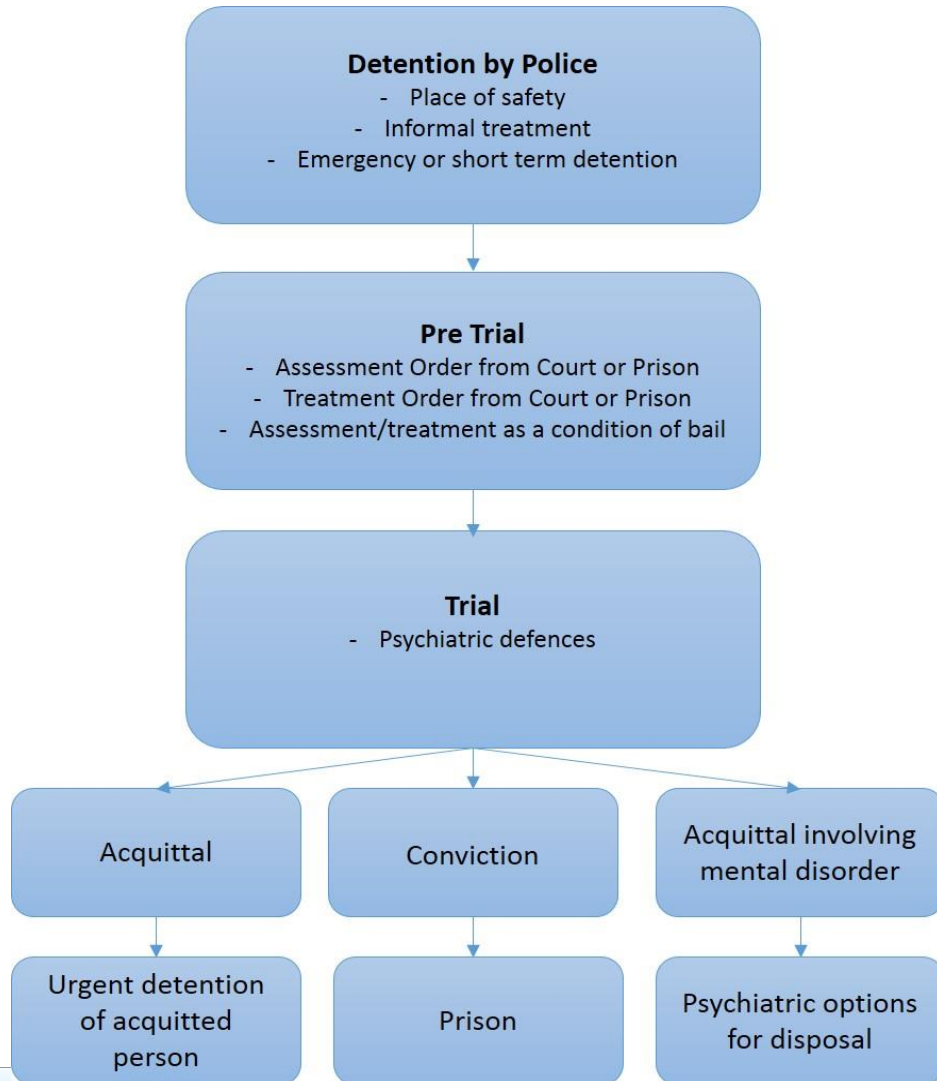 Detention by Police
- Place of safety
- Informal treatment
- Emergency or short term detention
Pre Trial
- Assessment Order from Court or Prison
- Treatment Order from Court or Prison
- Assessment/treatment as a condition of bail
Trial
- Psychiatric defences
Acquittal
Conviction
Acquittal involving
mental disorder
Urgent detention
of acquitted
person
Prison
Psychiatric options
for disposal